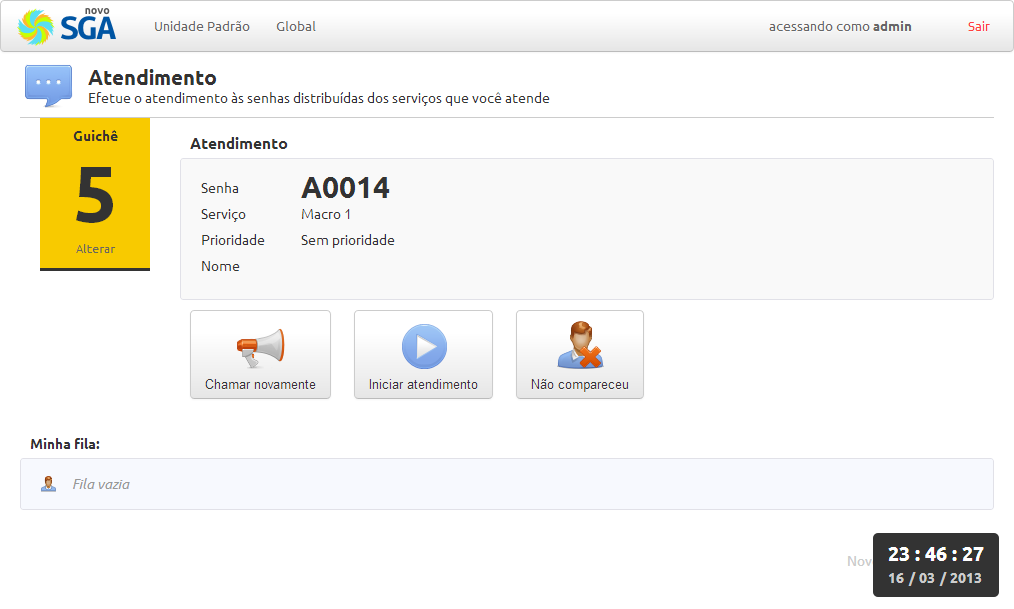 novo
SGA
Unidade Padrão Global acessando como admin Sair
Atendimento
Efetue o atendimento às senhas distribuídas dos serviços que você atende
Guichê
5
Alterar
Atendimento
Senha A0014
Serviço Macro 1
Prioridade Sem prioridade
Nome
Chamar novamente Iniciar atendimento Não compareceu
Minha fila:
Fila vazia
Nov
23 : 46 : 27
16 / 03 / 2013